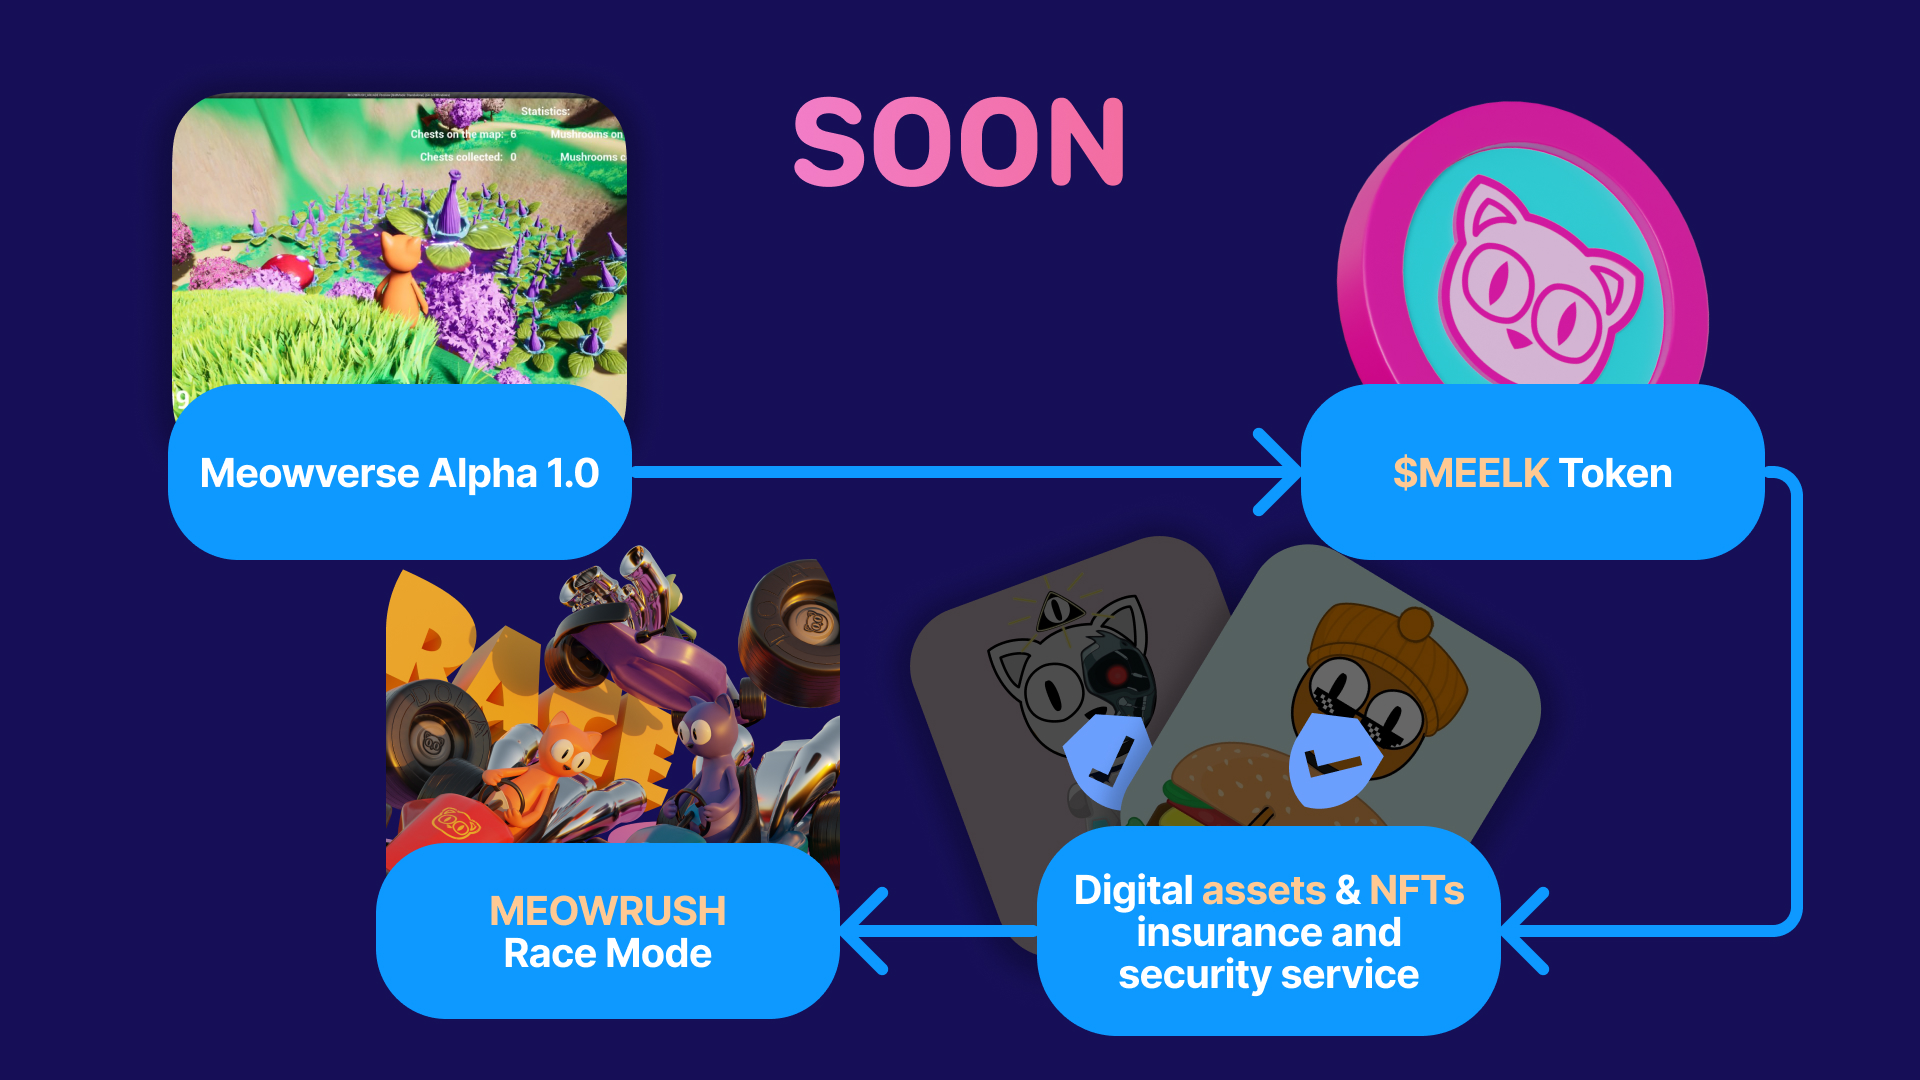 SOON
Statistics:
Chests on the map: 6
Mushrooms on
Chests collected: 0
Mushrooms c
9
Meowverse Alpha 1.0
$MEELK Token
RACE
MEOWRUSH
Race Mode
Digital assets & NFTs
insurance and
security service